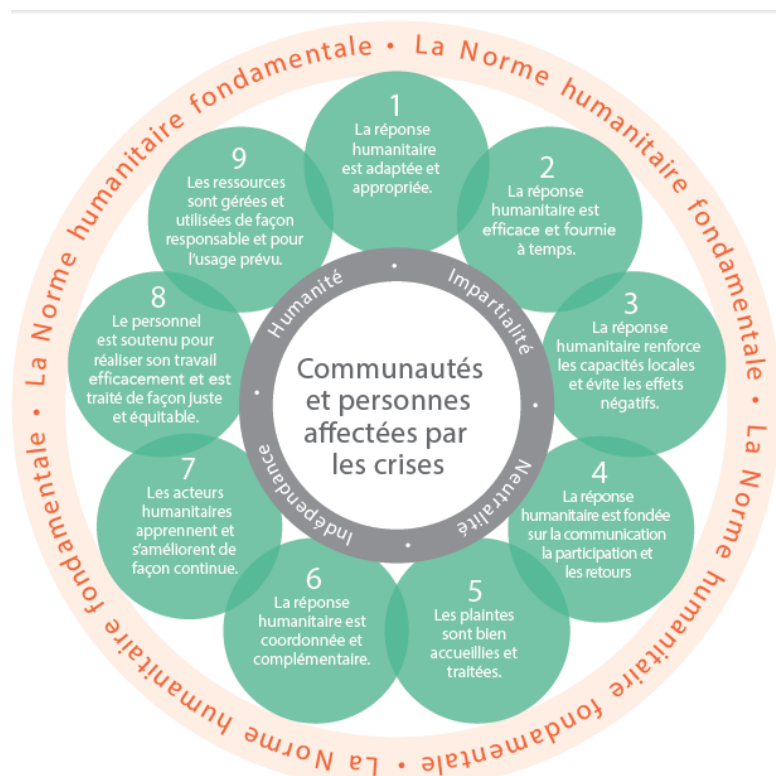 La Norme humanitaire fondamentale • La Norme humanitaire fondamentale • La Norme humanitaire fondamentale • La Norme humanitaire fondamentale •
1
La réponse
humanitaire
est adaptée et
appropriée.
2
La réponse
humanitaire est
efficace et fournie
à temps.
3
La réponse
humanitaire renforce
les capacités locales
et évite les effets
négatifs.
4
La réponse
humanitaire est fondée
sur la communication
la participation et
les retours
5
Les plaintes
sont bien
accueillies et
traitées.
6
La réponse
humanitaire est
coordonnée et
complémentaire.
7
Les acteurs
humanitaires
apprennent et
s'améliorent de
façon continue.
8
Le personnel
est soutenu pour
réaliser son travail
efficacement et est
traité de façon juste
et équitable.
9
Les ressources
sont gérées et
utilisées de façon
responsable et pour
l'usage prévu.
Humanité • Impartialité • Neutralité • Indépendance •
Communautés
et personnes
affectées par
les crises